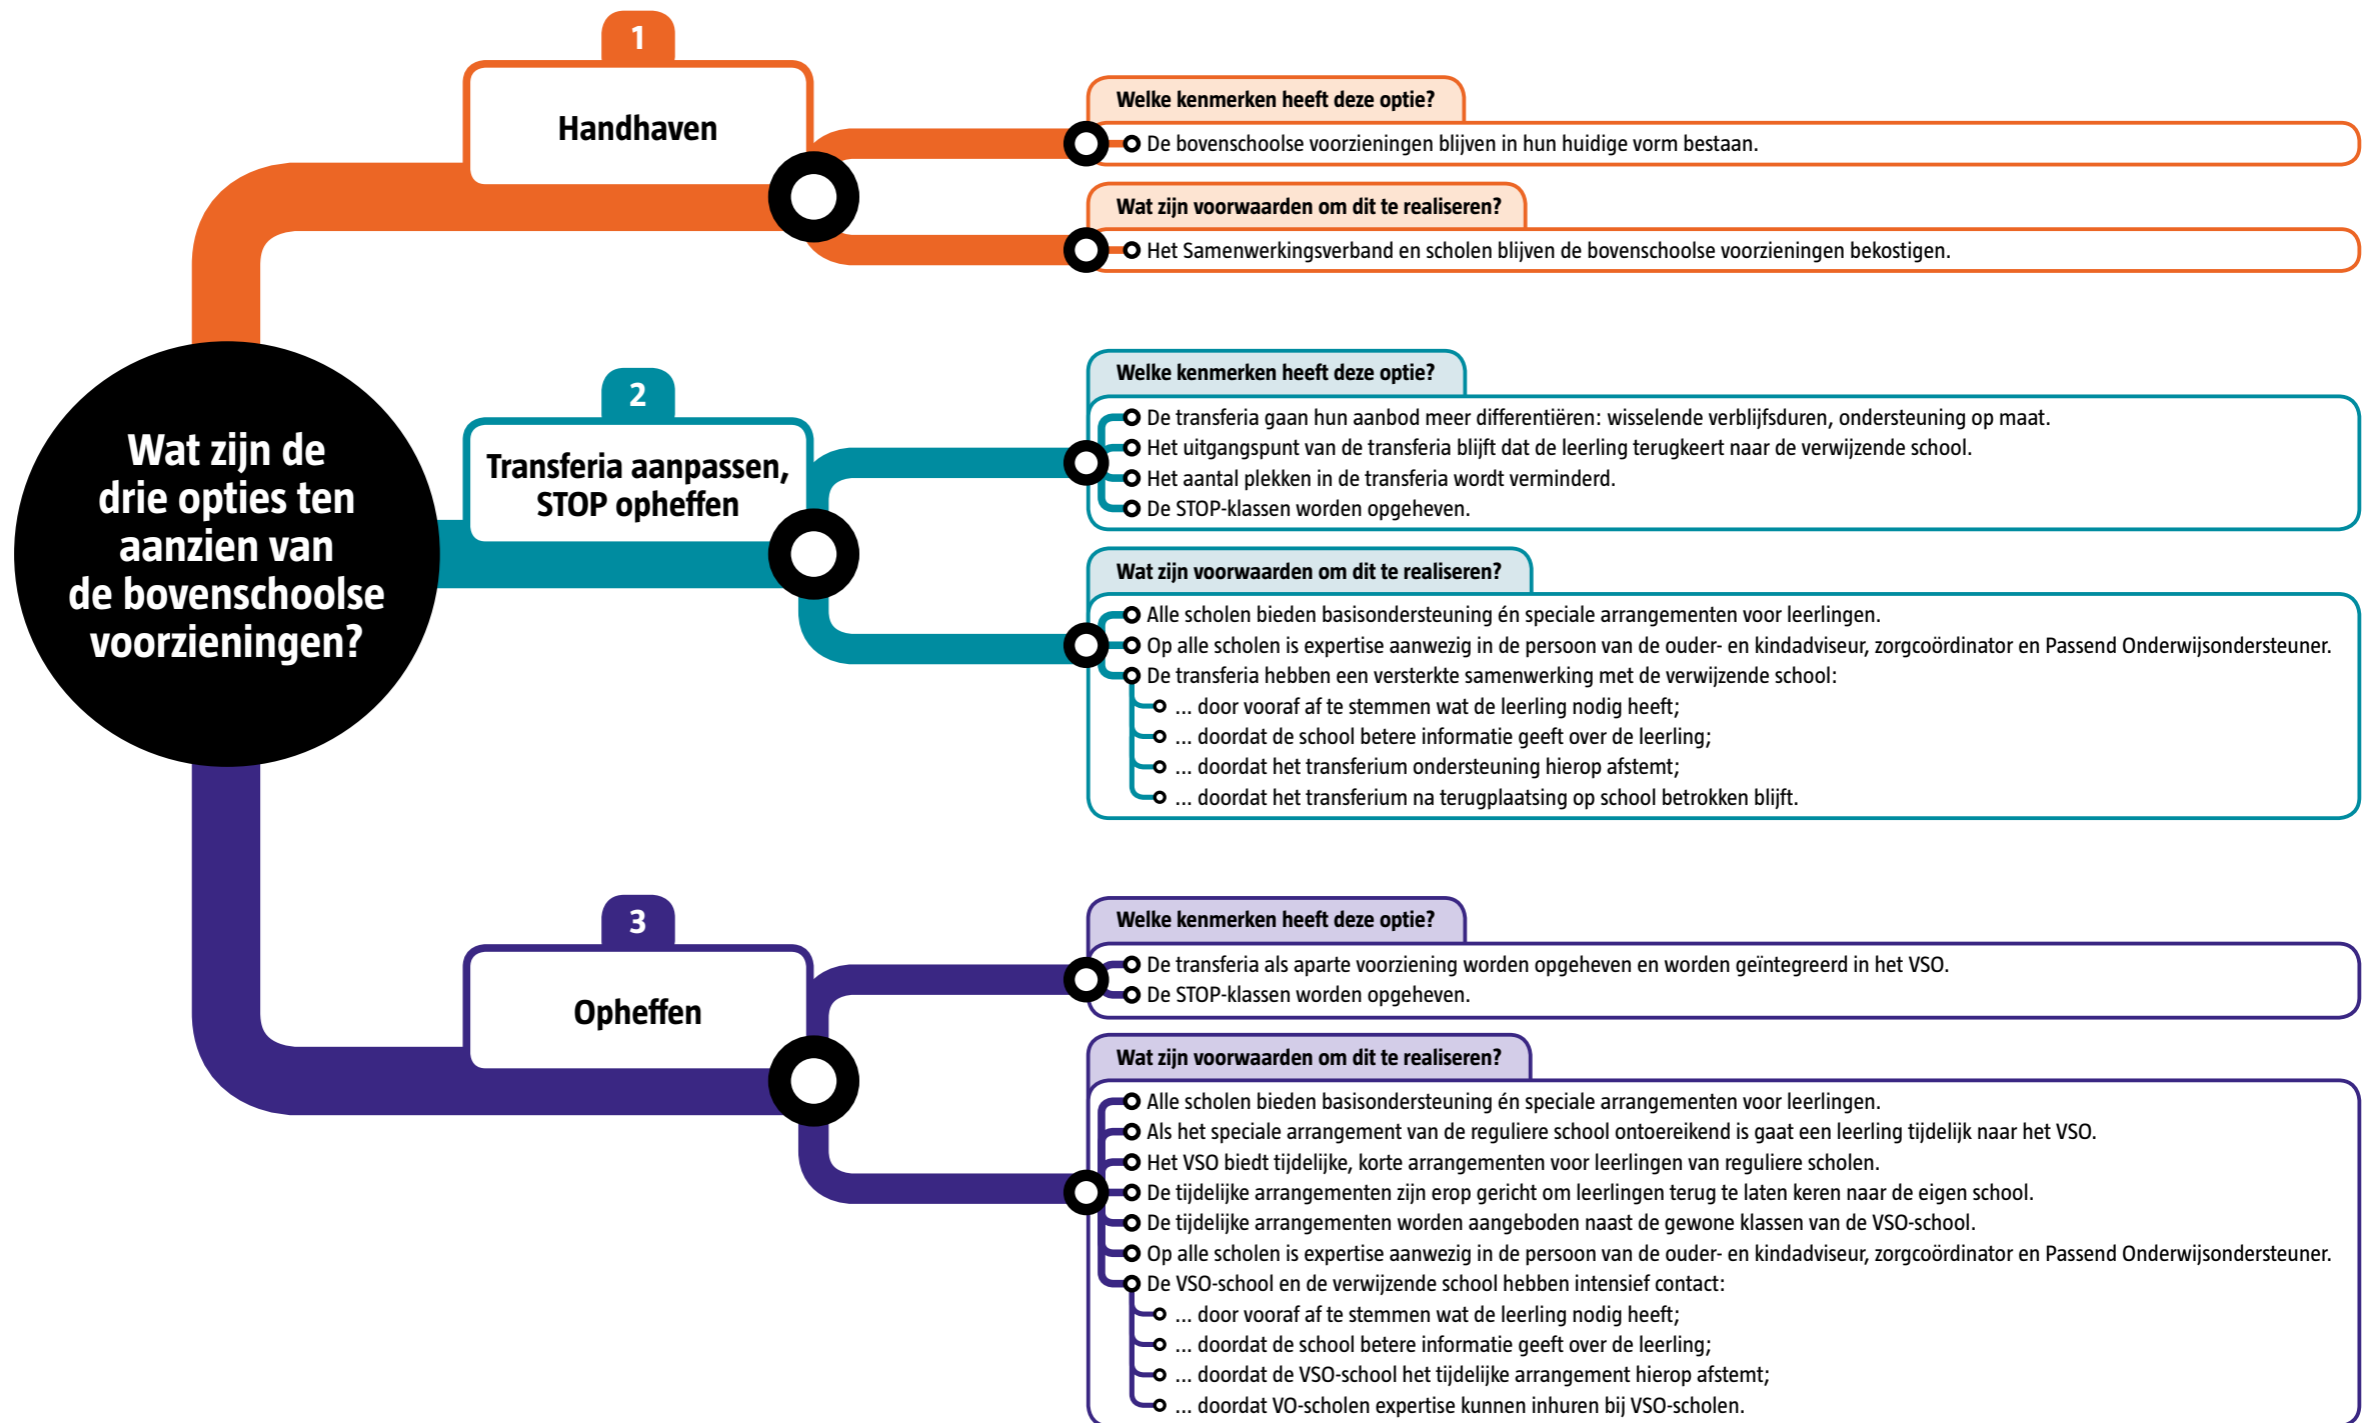 Wat zijn de
drie opties ten
aanzien van
de bovenschoolse
voorzieningen?
1
Handhaven
Welke kenmerken heeft deze optie?
De bovenschoolse voorzieningen blijven in hun huidige vorm bestaan.
Wat zijn voorwaarden om dit te realiseren?
Het Samenwerkingsverband en scholen blijven de bovenschoolse voorzieningen bekostigen.
2
Transferia aanpassen,
STOP opheffen
Welke kenmerken heeft deze optie?
De transferia gaan hun aanbod meer differentiëren: wisselende verblijfsduren, ondersteuning op maat.
Het uitgangspunt van de transferia blijft dat de leerling terugkeert naar de verwijzende school.
Het aantal plekken in de transferia wordt verminderd.
De STOP-klassen worden opgeheven.
Wat zijn voorwaarden om dit te realiseren?
Alle scholen bieden basisondersteuning én speciale arrangementen voor leerlingen.
Op alle scholen is expertise aanwezig in de persoon van de ouder- en kindadviseur, zorgcoördinator en Passend Onderwijsondersteuner.
De transferia hebben een versterkte samenwerking met de verwijzende school:
... door vooraf af te stemmen wat de leerling nodig heeft;
... doordat de school betere informatie geeft over de leerling;
... doordat het transferium ondersteuning hierop afstemt;
... doordat het transferium na terugplaatsing op school betrokken blijft.
3
Opheffen
Welke kenmerken heeft deze optie?
De transferia als aparte voorziening worden opgeheven en worden geïntegreerd in het VSO.
De STOP-klassen worden opgeheven.
Wat zijn voorwaarden om dit te realiseren?
Alle scholen bieden basisondersteuning én speciale arrangementen voor leerlingen.
Als het speciale arrangement van de reguliere school ontoereikend is gaat een leerling tijdelijk naar het VSO.
Het VSO biedt tijdelijke, korte arrangementen voor leerlingen van reguliere scholen.
De tijdelijke arrangementen zijn erop gericht om leerlingen terug te laten keren naar de eigen school.
De tijdelijke arrangementen worden aangeboden naast de gewone klassen van de VSO-school.
Op alle scholen is expertise aanwezig in de persoon van de ouder- en kindadviseur, zorgcoördinator en Passend Onderwijsondersteuner.
De VSO-school en de verwijzende school hebben intensief contact:
... door vooraf af te stemmen wat de leerling nodig heeft;
... doordat de school betere informatie geeft over de leerling;
... doordat de VSO-school het tijdelijke arrangement hierop afstemt;
... doordat VO-scholen expertise kunnen inhuren bij VSO-scholen.